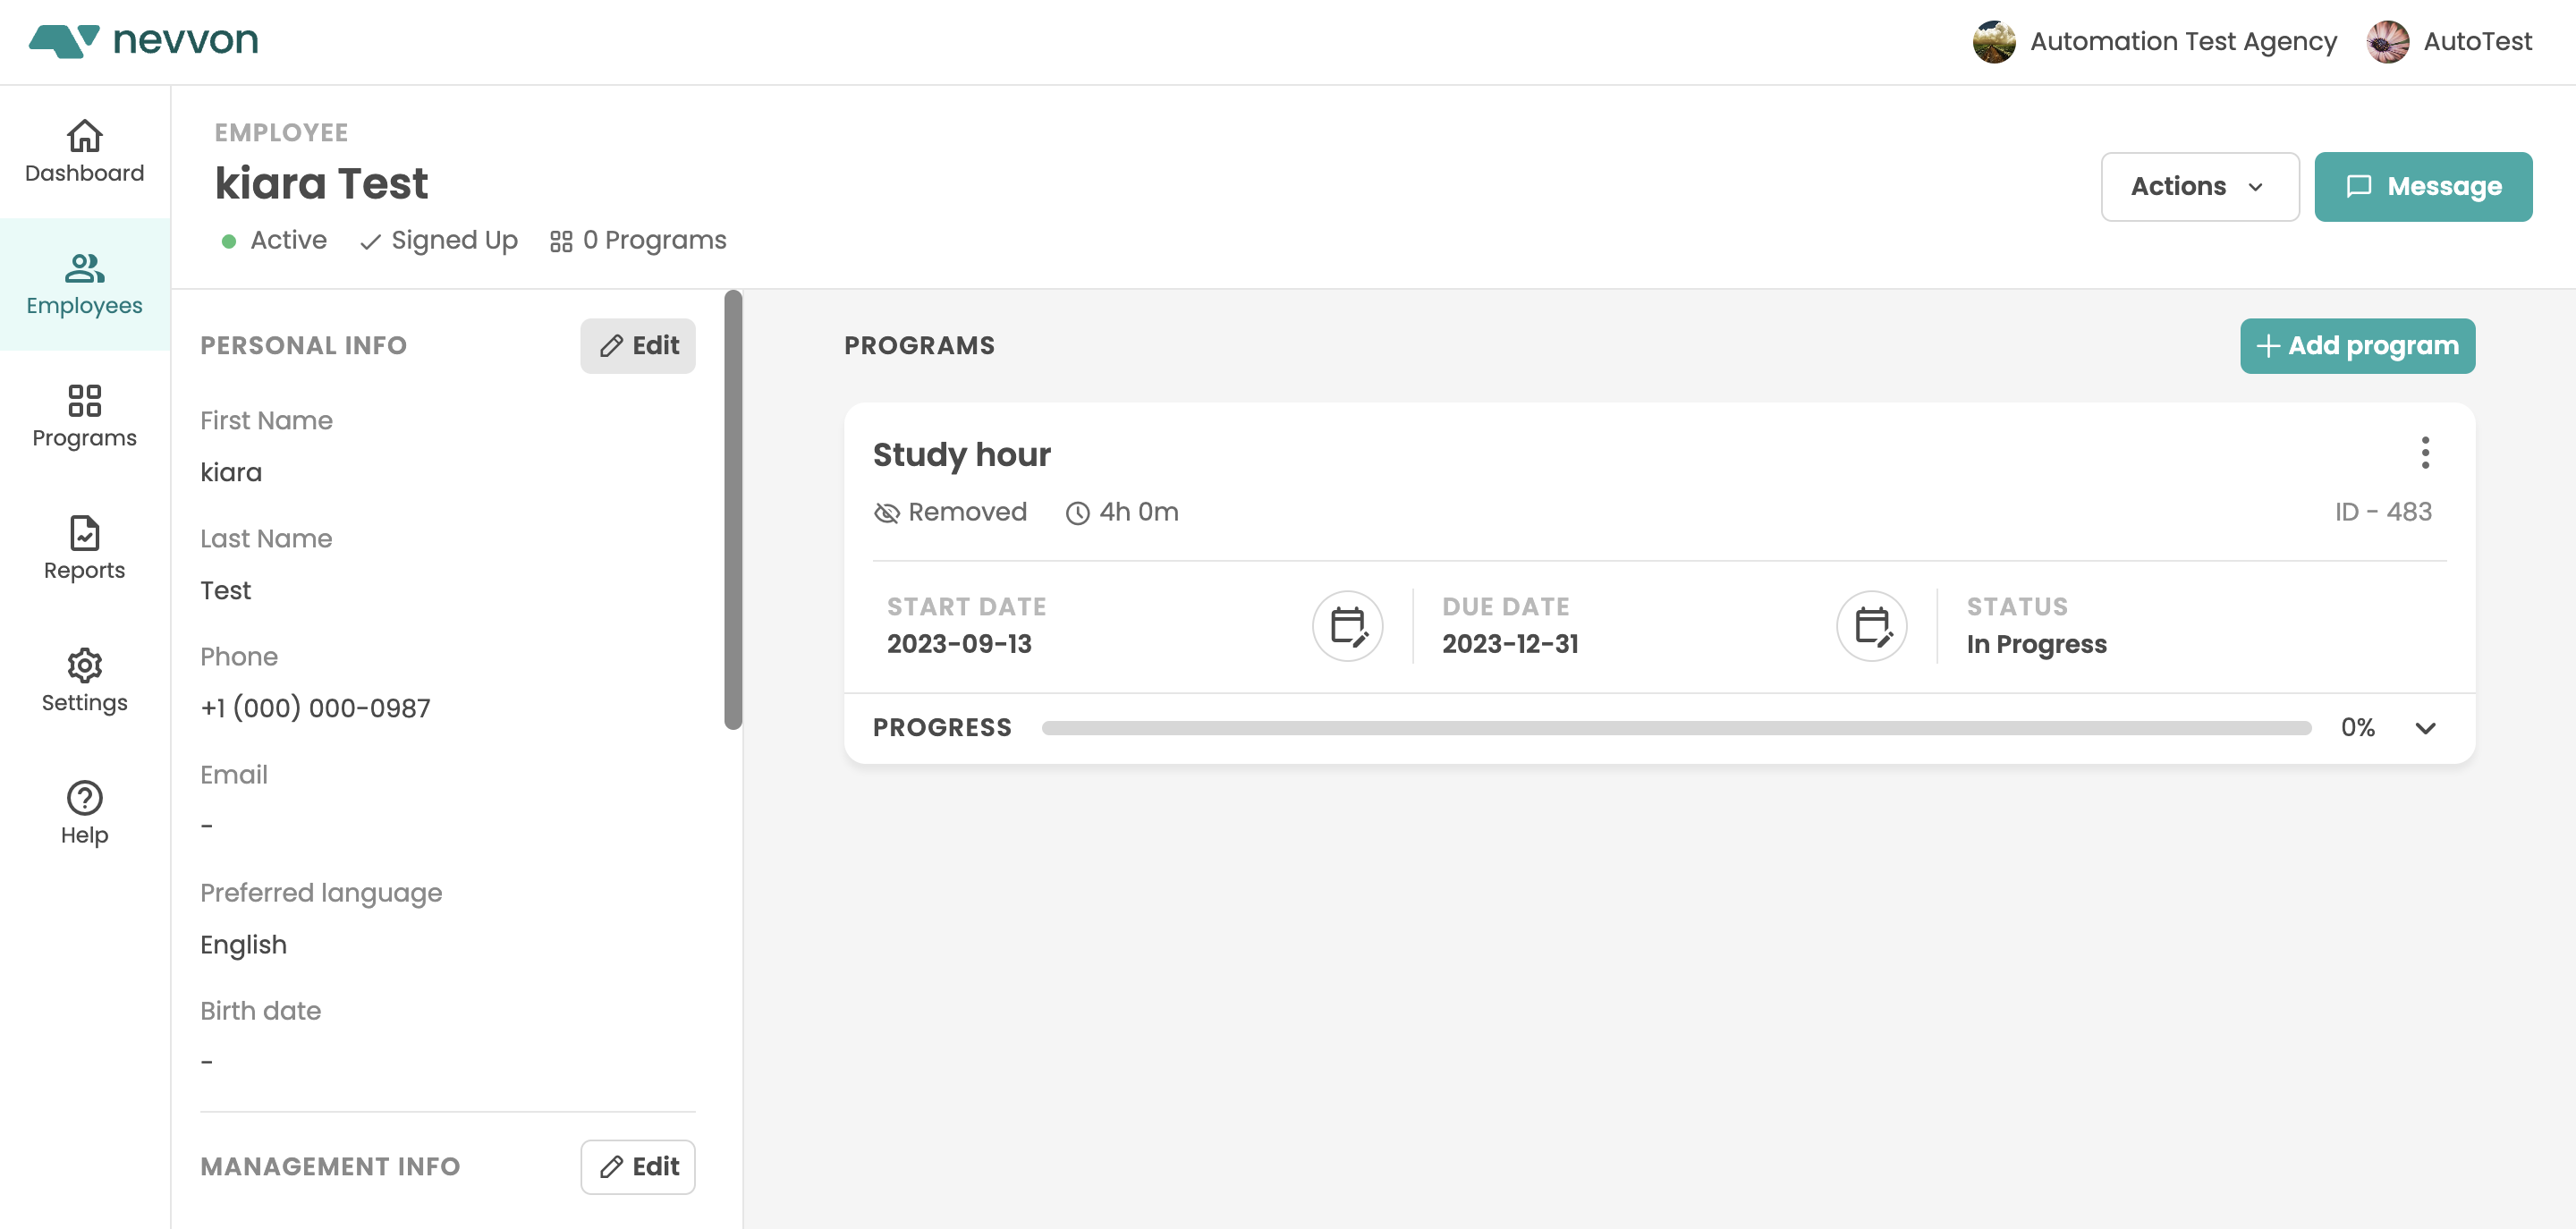 nevvon
Automation Test Agency
AutoTest
Dashboard
Employees
Programs
Reports
Settings
Help
EMPLOYEE
kiara Test
Active
Signed Up
0 Programs
Actions
Message
PERSONAL INFO
Edit
First Name
kiara
Last Name
Test
Phone
+1 (000) 000-0987
Email
-
Preferred language
English
Birth date
-
MANAGEMENT INFO
Edit
PROGRAMS
Add program
Study hour
Removed
4h 0m
ID - 483
START DATE
2023-09-13
DUE DATE
2023-12-31
STATUS
In Progress
PROGRESS
0%